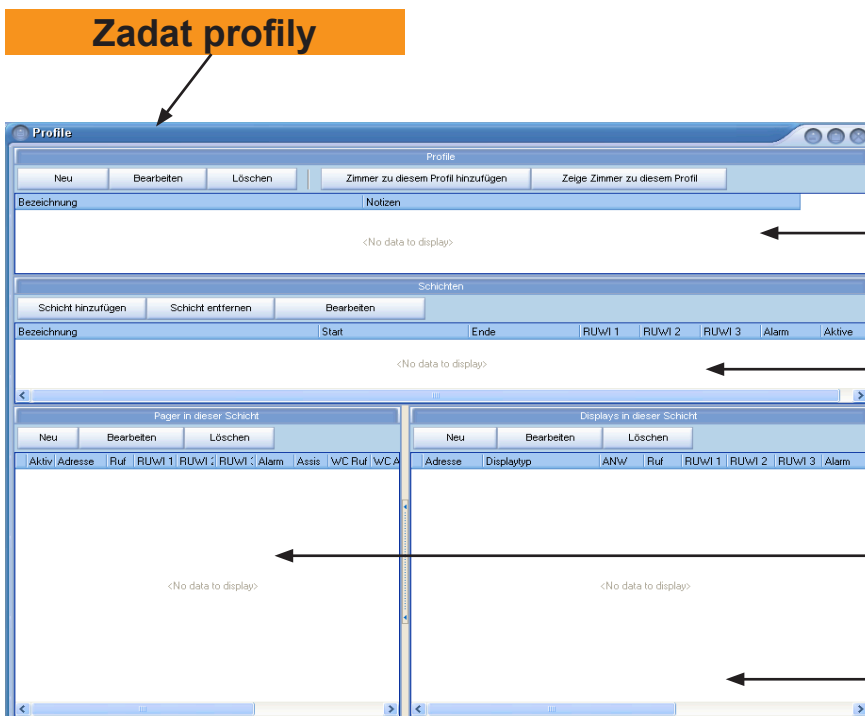 Zadat profily
Profile
Profile
Neu Bearbeiten Löschen Zimmer zu diesem Profil hinzufügen Zeige Zimmer zu diesem Profil
Bezeichnung Notizen
<No data to display>
Schichten
Schicht hinzufügen Schicht entfernen Bearbeiten
Bezeichnung Start Ende RUWI 1 RUWI 2 RUWI 3 Alarm Aktive
<No data to display>
Pager in dieser Schicht
Neu Bearbeiten Löschen
Aktiv Adresse Ruf RUWI 1 RUWI RUWI Alarm Assis WC Ruf WC A
<No data to display>
Displays in dieser Schicht
Neu Bearbeiten Löschen
Adresse Displaytyp ANW Ruf RUWI 1 RUWI 2 RUWI 3 Alarm
<No data to display>